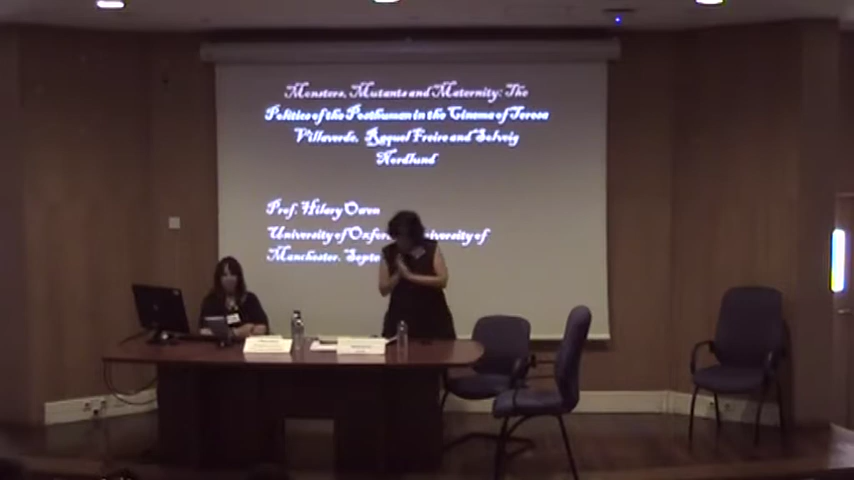 Monsters, Mutants and Maternity: The
Politics of the Posthuman in the Cinema of Teresa
Villaverde, Raquel Freire and Solveig
Nordlund
Prof. Hilary Owen
University of Oxford University of
Manchester.